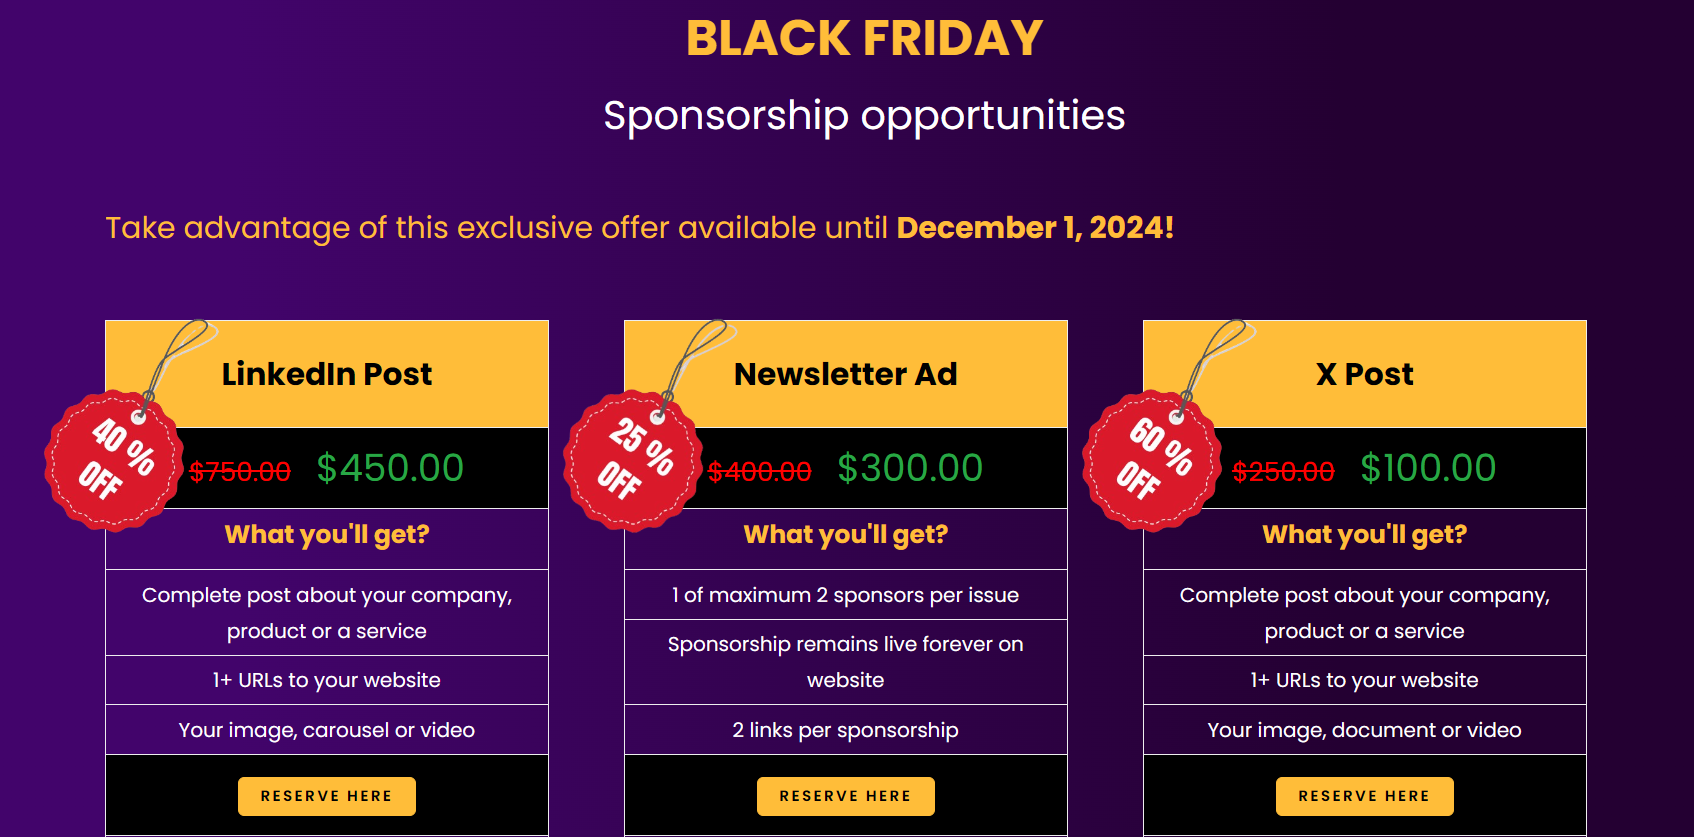 BLACK FRIDAY
Sponsorship opportunities
Take advantage of this exclusive offer available until December 1, 2024!
LinkedIn Post
40 %
OFF
$750.00 $450.00
What you'll get?
Complete post about your company,
product or a service
1+ URLs to your website
Your image, carousel or video
RESERVE HERE
Newsletter Ad
25 %
OFF
$400.00 $300.00
What you'll get?
1 of maximum 2 sponsors per issue
Sponsorship remains live forever on
website
2 links per sponsorship
RESERVE HERE
X Post
60 %
OFF
$250.00 $100.00
What you'll get?
Complete post about your company,
product or a service
1+ URLs to your website
Your image, document or video
RESERVE HERE